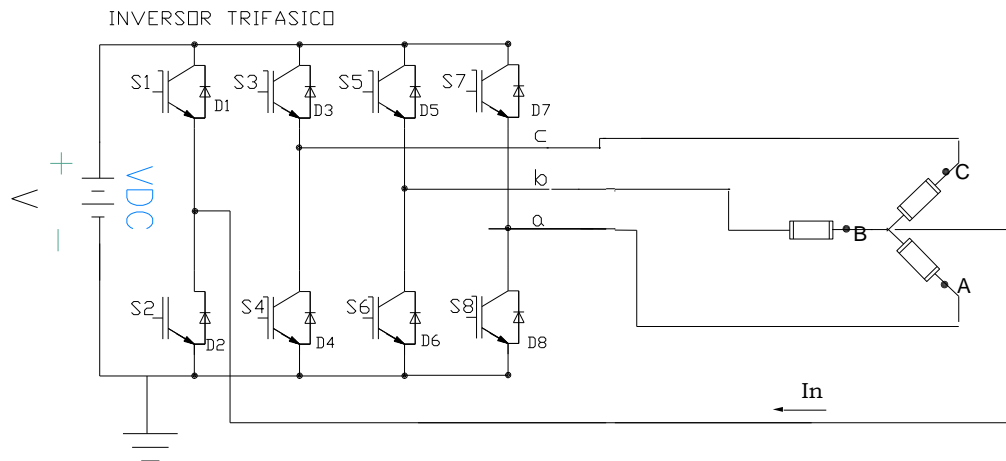 INVERSOR TRIFASICO
S1
S3
S5
S7
D1
D3
D5
D7
c
+
V
-
VDC
b
a
C
B
A
S2
S4
S6
S8
D2
D4
D6
D8
In